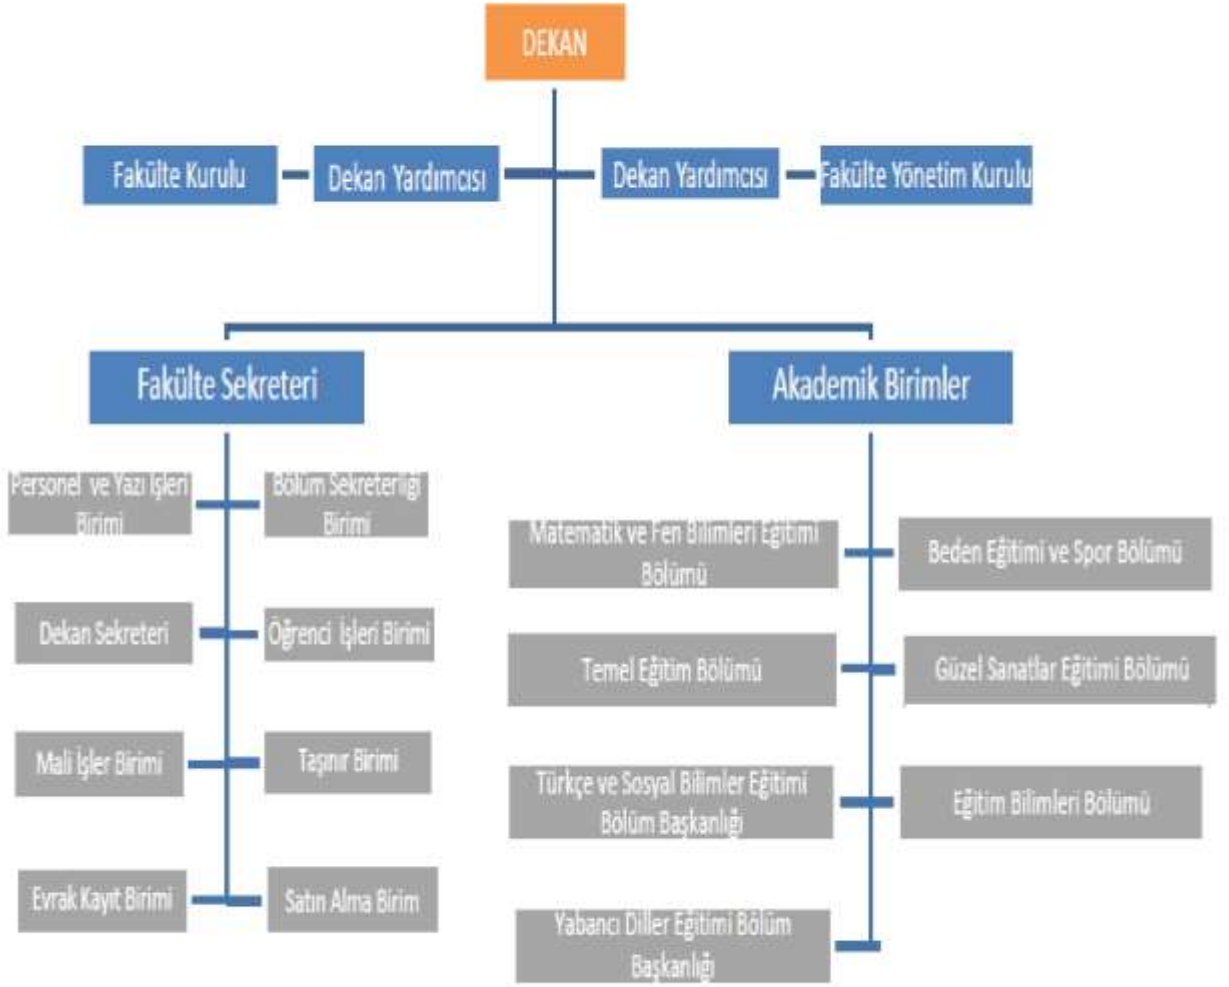 DEKAN
Fakülte Kurulu
Dekan Yardımcısı
Dekan Yardımcısı
Fakülte Yönetim Kurulu
Fakülte Sekreteri
Akademik Birimler
Personel ve Yazı İşleri
Birimi
Bölüm Sekreterliği
Birimi
Matematik ve Fen Bilimleri Eğitimi
Bölümü
Beden Eğitimi ve Spor Bölümü
Dekan Sekreteri
Öğrenci İşleri Birimi
Temel Eğitim Bölümü
Güzel Sanatlar Eğitimi Bölümü
Mali İşler Birimi
Taşınır Birimi
Türkçe ve Sosyal Bilimler Eğitimi
Bölüm Başkanlığı
Eğitim Bilimleri Bölümü
Evrak Kayıt Birimi
Satın Alma Birim
Yabancı Diller Eğitimi Bölüm
Başkanlığı